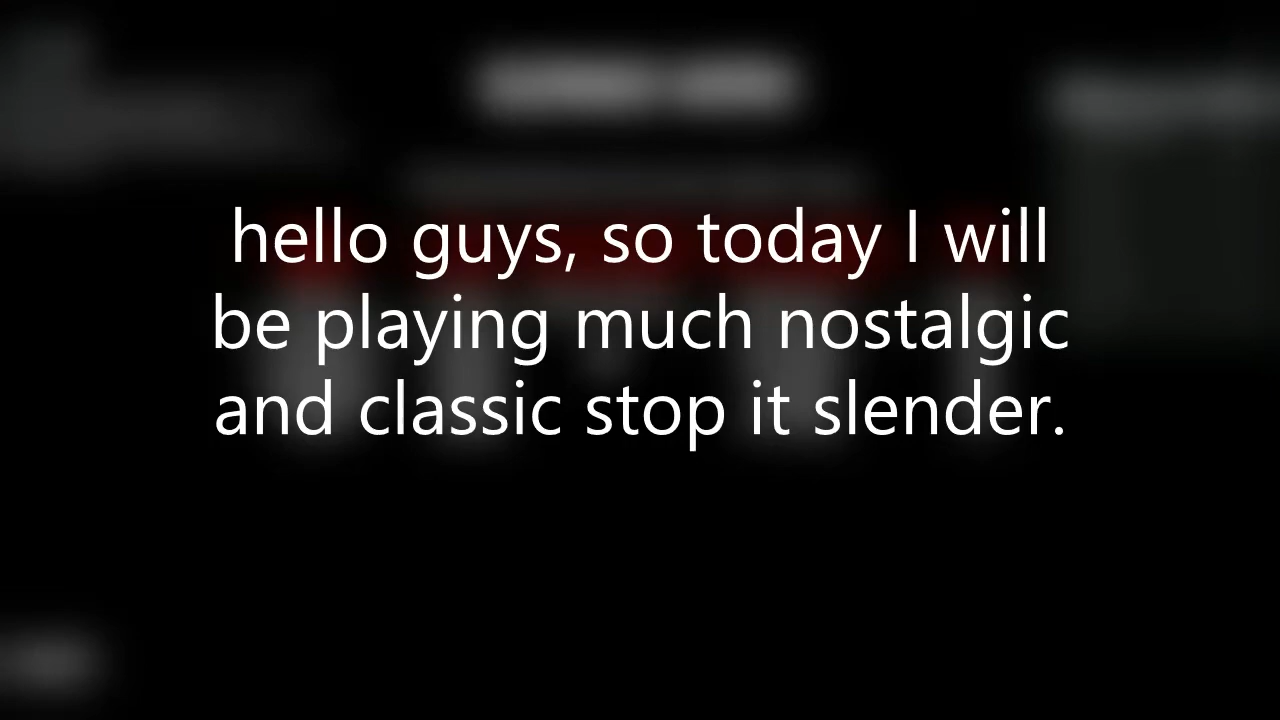 hello guys, so today I will
be playing much nostalgic
and classic stop it slender.